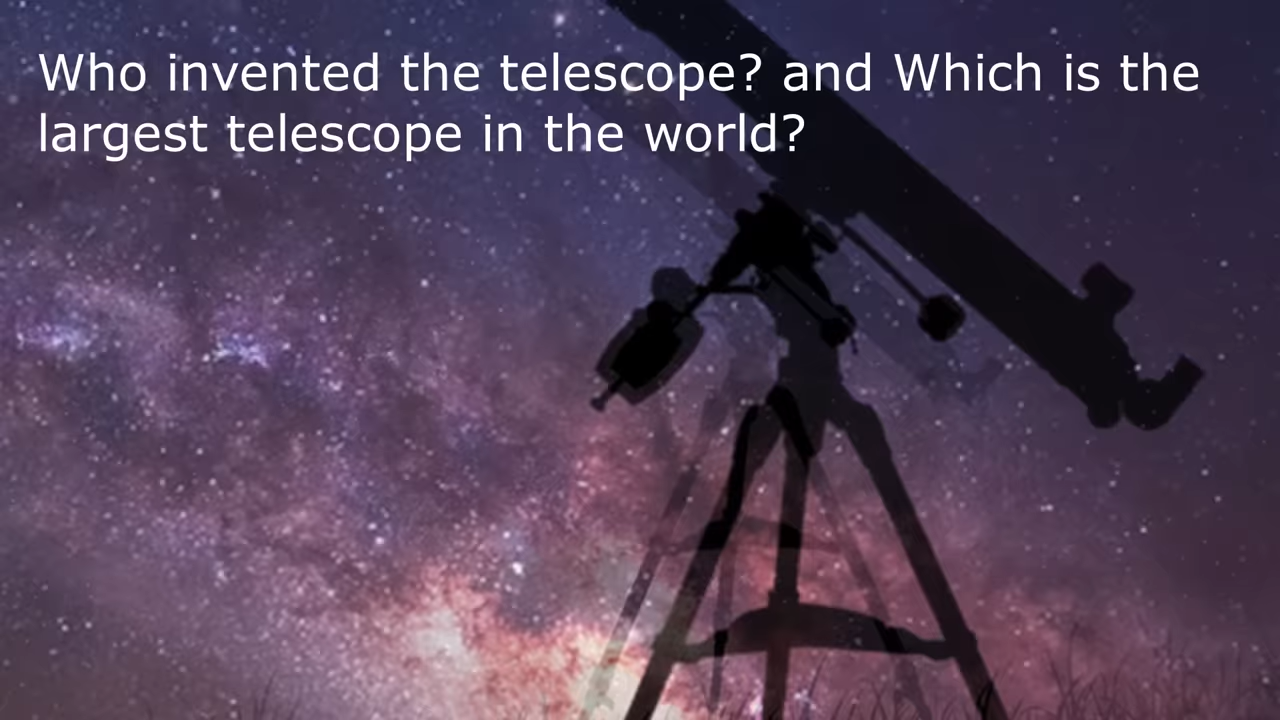 Who invented the telescope? and Which is the
largest telescope in the world?